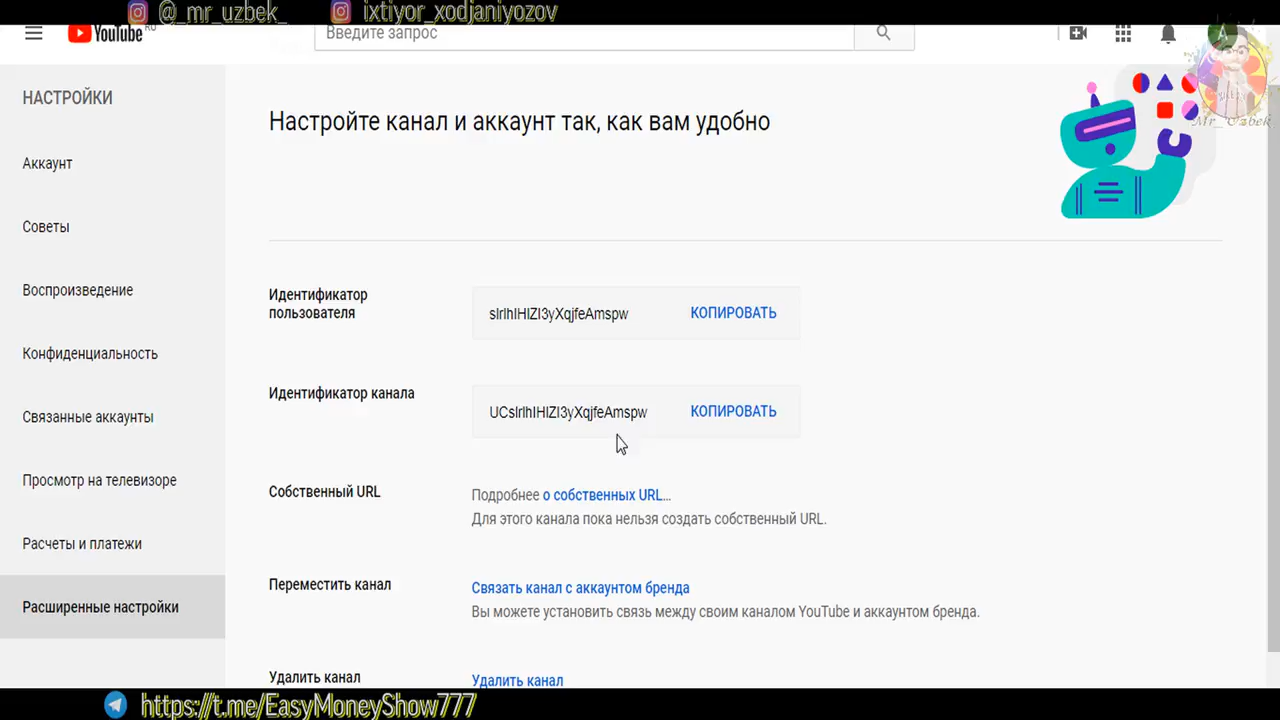 @_mr_uzbek_ ixtiyor_xodjaniyozov
YouTube RU
Введите запрос
A
Mr_Uzbek
НАСТРОЙКИ
Настройте канал и аккаунт так, как вам удобно
Аккаунт
Советы
Воспроизведение
Конфиденциальность
Связанные аккаунты
Просмотр на телевизоре
Расчеты и платежи
Расширенные настройки
Идентификатор
пользователя
slrlhIHIZI3yXqjfeAmspw КОПИРОВАТЬ
Идентификатор канала UCslrlhIHIZI3yXqjfeAmspw КОПИРОВАТЬ
Собственный URL Подробнее о собственных URL…
Для этого канала пока нельзя создать собственный URL.
Переместить канал Связать канал с аккаунтом бренда
Вы можете установить связь между своим каналом YouTube и аккаунтом бренда.
Удалить канал Удалить канал
https://t.me/EasyMoneyShow777